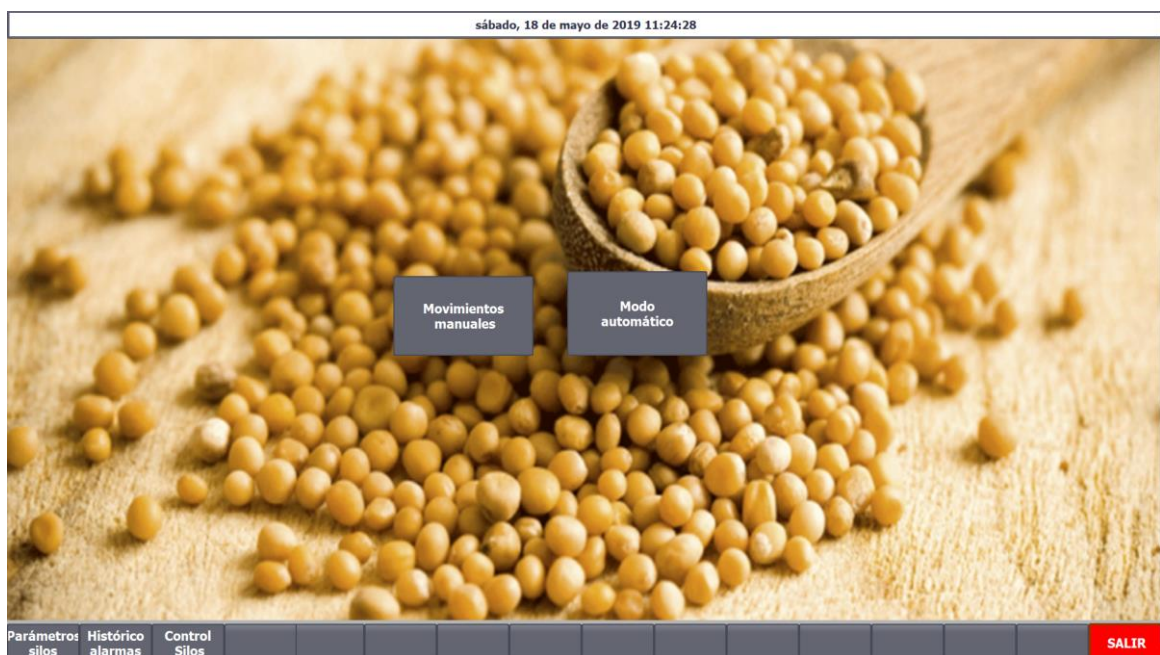 sábado, 18 de mayo de 2019 11:24:28
Movimientos
manuales
Modo
automático
Parámetros
silos
Histórico
alarmas
Control
Silos
SALIR